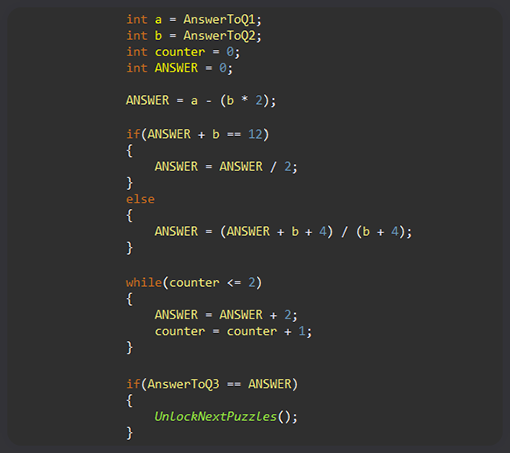 int a = AnswerToQ1;
int b = AnswerToQ2;
int counter = 0;
int ANSWER = 0;
ANSWER = a - (b * 2);
if(ANSWER + b == 12)
{
ANSWER = ANSWER / 2;
}
else
{
ANSWER = (ANSWER + b + 4) / (b + 4);
}
while(counter <= 2)
{
ANSWER = ANSWER + 2;
counter = counter + 1;
}
if(AnswerToQ3 == ANSWER)
{
UnlockNextPuzzles();
}